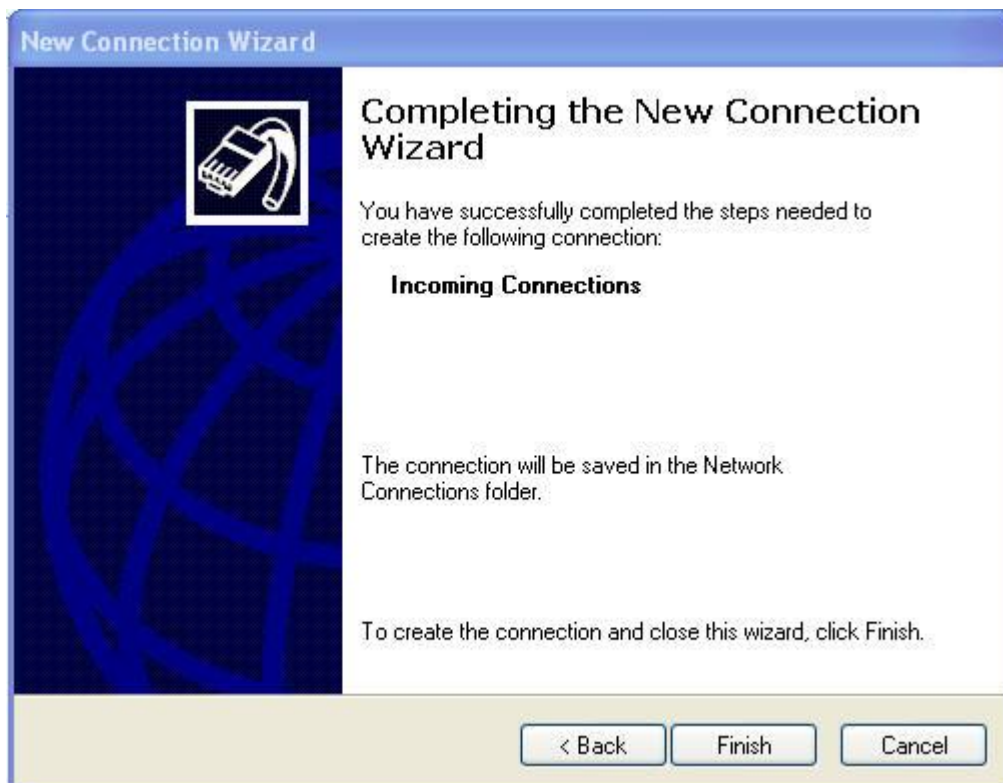 New Connection Wizard
Completing the New Connection
Wizard
You have successfully completed the steps needed to
create the following connection:
Incoming Connections
The connection will be saved in the Network
Connections folder.
To create the connection and close this wizard, click Finish.
< Back
Finish
Cancel